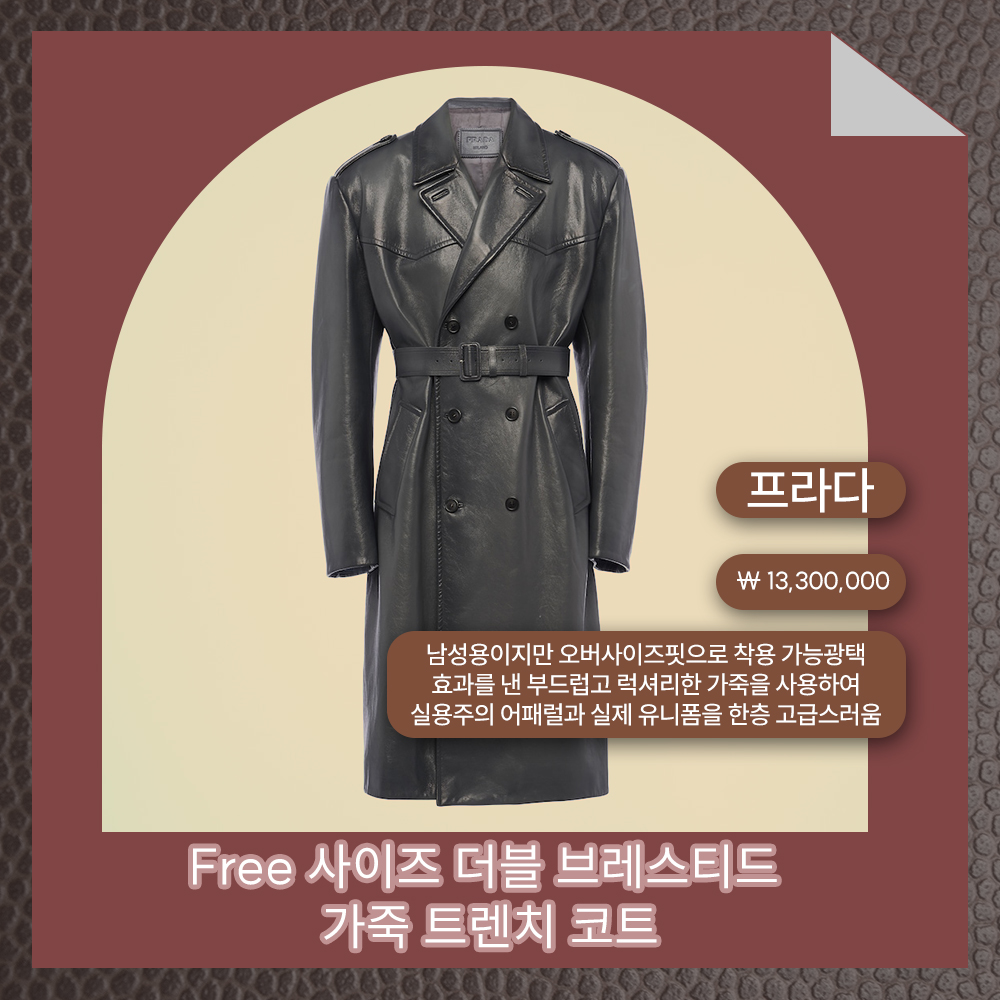 PRADA
MILANO
프라다
₩ 13,300,000
남성용이지만 오버사이즈핏으로 착용 가능광택
효과를 낸 부드럽고 럭셔리한 가죽을 사용하여
실용주의 어패럴과 실제 유니폼을 한층 고급스러움
Free 사이즈 더블 브레스티드
가죽 트렌치 코트